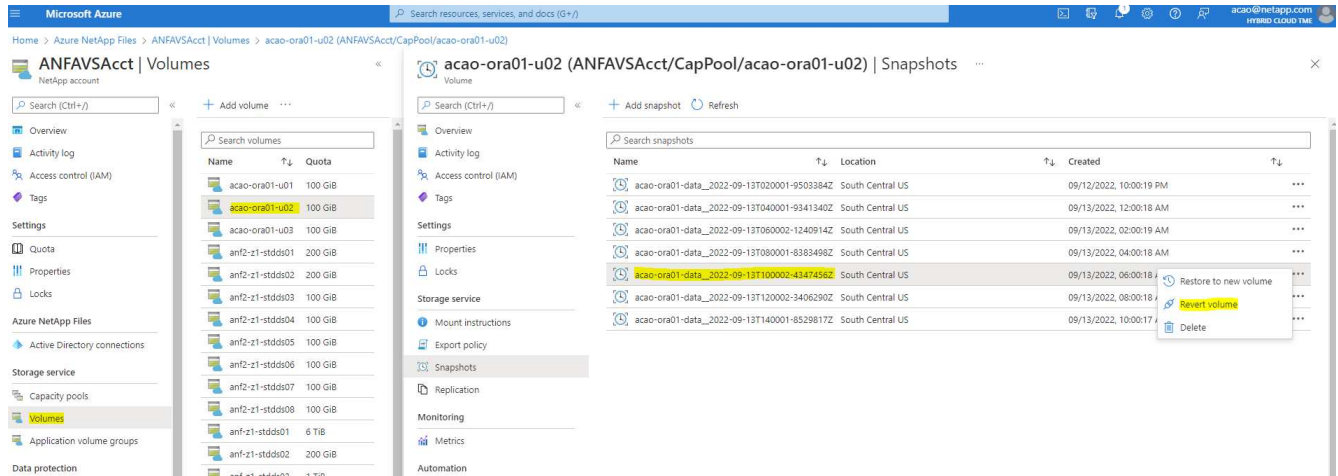 Microsoft Azure
Search resources, services, and docs (G+/)
1
acao@netapp.com
HYBRID CLOUD TME
Home > Azure NetApp Files > ANFAVSAcct | Volumes > acao-ora01-u02 (ANFAVSAcct/CapPool/acao-ora01-u02)
ANFAVSAcct | Volumes
NetApp account
Search (Ctrl+/)
Overview
Activity log
Access control (IAM)
Tags
Settings
Quota
Properties
Locks
Azure NetApp Files
Active Directory connections
Storage service
Capacity pools
Volumes
Application volume groups
Data protection
+ Add volume ...
Search volumes
Name Quota
acao-ora01-u01 100 GiB
acao-ora01-u02 100 GiB
acao-ora01-u03 100 GiB
anf2-z1-stdds01 200 GiB
anf2-z1-stdds02 200 GiB
anf2-z1-stdds03 100 GiB
anf2-z1-stdds04 100 GiB
anf2-z1-stdds05 100 GiB
anf2-z1-stdds06 100 GiB
anf2-z1-stdds07 100 GiB
anf2-z1-stdds08 100 GiB
anf-z1-stdds01 6 TiB
anf-z1-stdds02 200 GiB
acao-ora01-u02 (ANFAVSAcct/CapPool/acao-ora01-u02) | Snapshots ...
Volume
Search (Ctrl+/)
Overview
Activity log
Access control (IAM)
Tags
Settings
Properties
Locks
Storage service
Mount instructions
Export policy
Snapshots
Replication
Monitoring
Metrics
Automation
+ Add snapshot Refresh
Search snapshots
Name Location Created
acao-ora01-data_2022-09-13T020001-9503384Z South Central US 09/12/2022, 10:00:19 PM ...
acao-ora01-data_2022-09-13T040001-9341340Z South Central US 09/13/2022, 12:00:18 AM ...
acao-ora01-data_2022-09-13T060002-1240914Z South Central US 09/13/2022, 02:00:19 AM ...
acao-ora01-data_2022-09-13T080001-8383498Z South Central US 09/13/2022, 04:00:18 AM ...
acao-ora01-data_2022-09-13T100002-4347456Z South Central US 09/13/2022, 06:00:18 ...
acao-ora01-data_2022-09-13T120002-3406290Z South Central US 09/13/2022, 08:00:18
acao-ora01-data_2022-09-13T140001-8529817Z South Central US 09/13/2022, 10:00:17
Restore to new volume
Revert volume
Delete